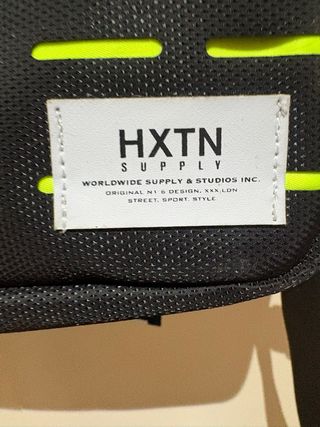 HXTN
SUPPLY
WORLDWIDE SUPPLY & STUDIOS INC.
ORIGINAL N1 6 DESIGN, XXX,LDN
STREET. SPORT. STYLE